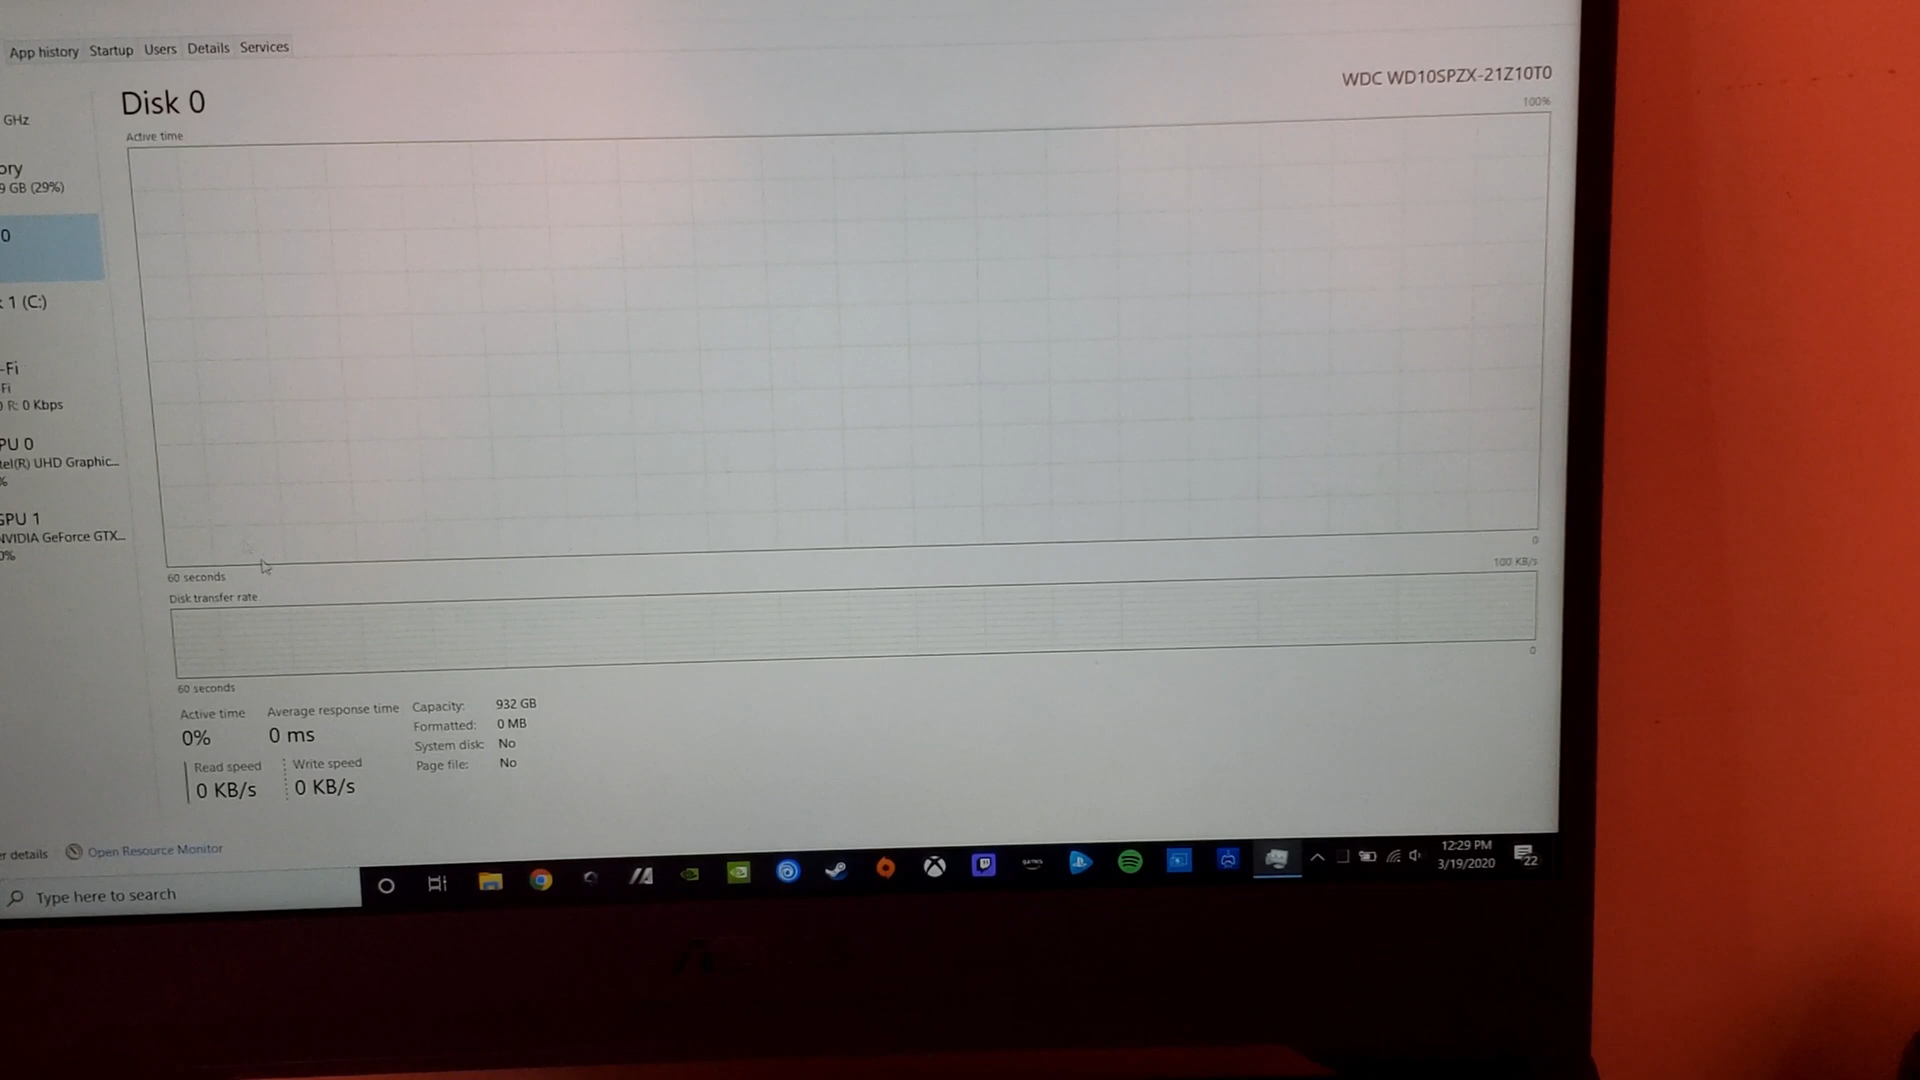 App history Startup Users Details Services
GHz
ory
9 GB (29%)
0
1 (C:)
-Fi
Fi
R: 0 Kbps
PU 0
tel(R) UHD Graphic...
%
GPU 1
NVIDIA GeForce GTX...
0%
Disk 0
WDC WD10SPZX-21Z10T0
Active time
100%
60 seconds
0
Disk transfer rate
100 KB/s
60 seconds
0
Active time
0%
Average response time
0 ms
Read speed
0 KB/s
Write speed
0 KB/s
Capacity: 932 GB
Formatted: 0 MB
System disk: No
Page file: No
er details
Open Resource Monitor
Type here to search
12:29 PM
3/19/2020
22